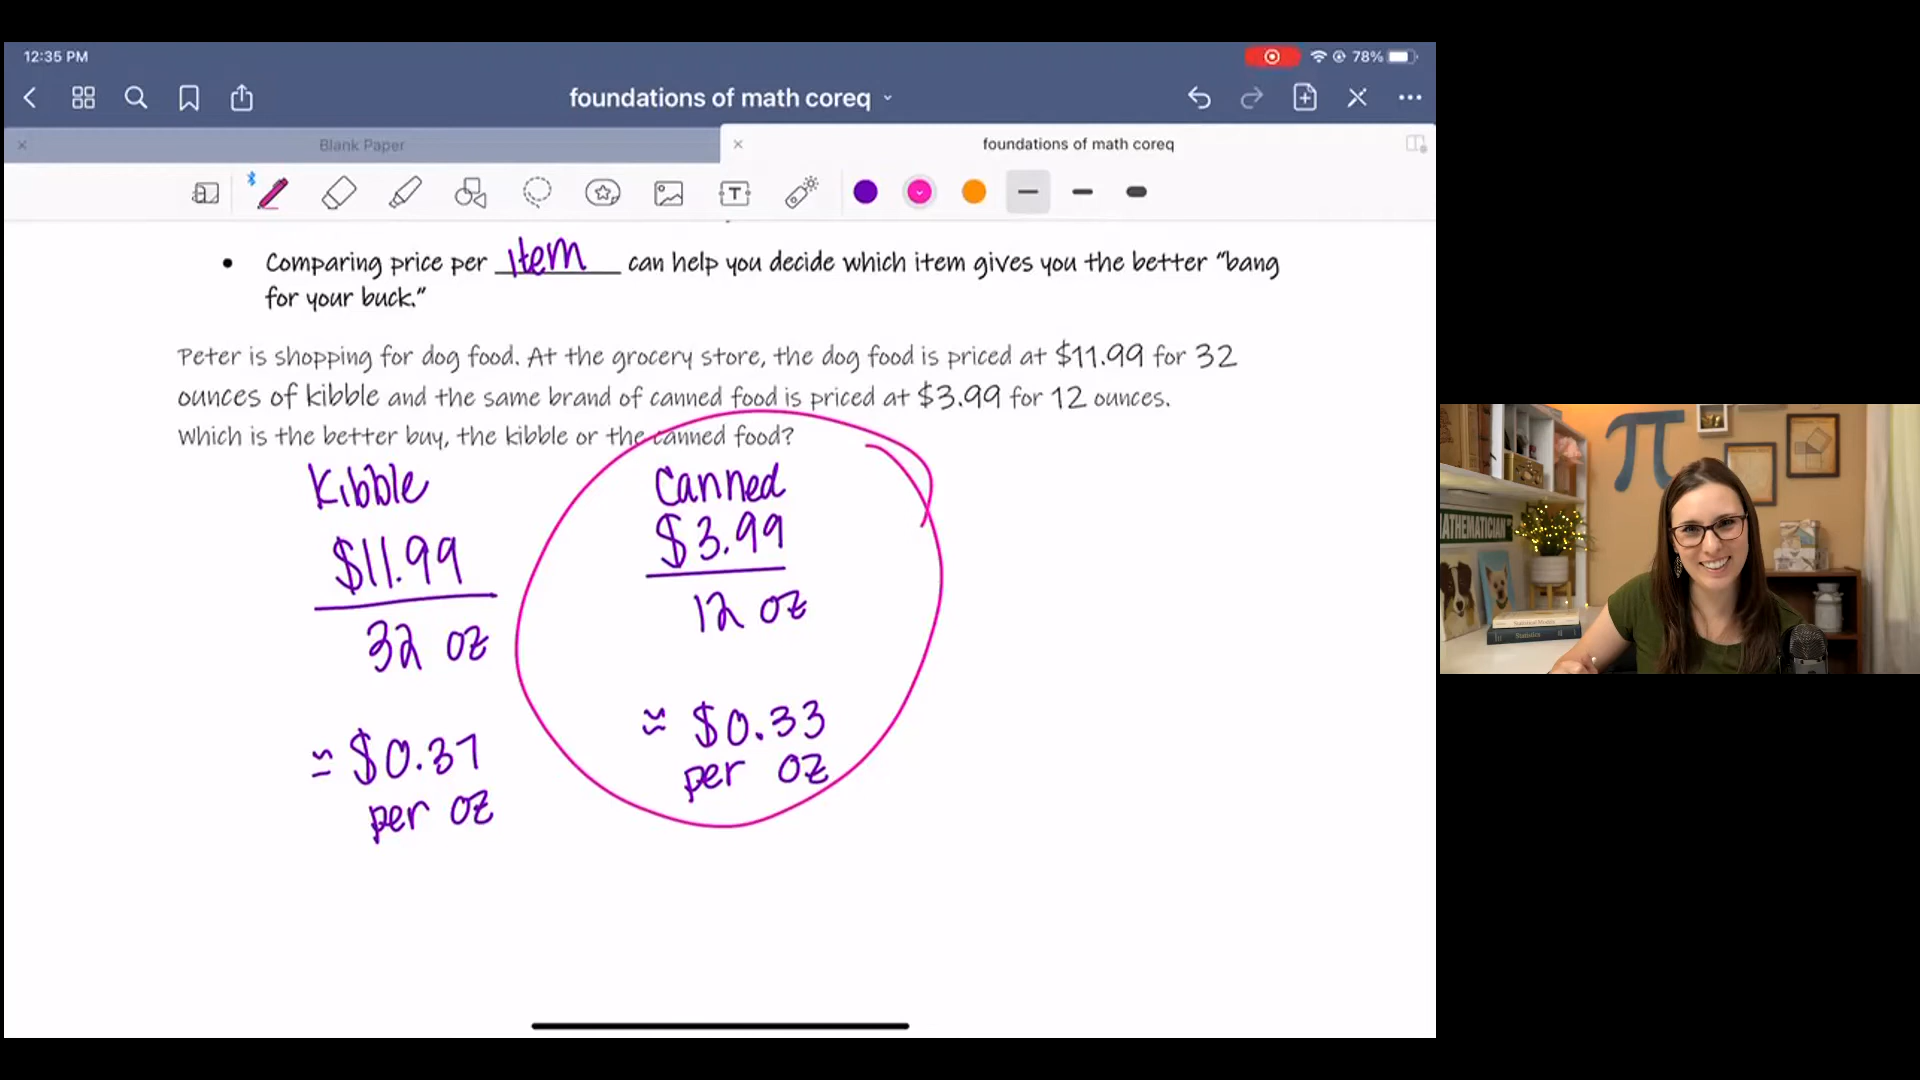 12:35 PM
78%
foundations of math coreq
Blank Paper
foundations of math coreq
T
• Comparing price per item can help you decide which item gives you the better “bang
for your buck.”
Peter is shopping for dog food. At the grocery store, the dog food is priced at $11.99 for 32
ounces of kibble and the same brand of canned food is priced at $3.99 for 12 ounces.
Which is the better buy, the kibble or the canned food?
Kibble
$11.99
32 oz
≈ $0.37
per oz
Canned
$3.99
12 oz
≈ $0.33
per oz
MATHEMATICIAN
Statistics